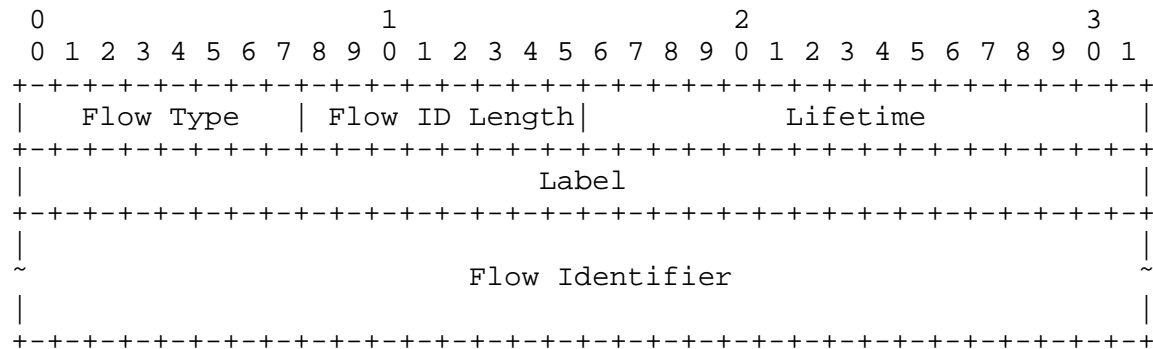 0                   1                   2                   3
 0 1 2 3 4 5 6 7 8 9 0 1 2 3 4 5 6 7 8 9 0 1 2 3 4 5 6 7 8 9 0 1
+-+-+-+-+-+-+-+-+-+-+-+-+-+-+-+-+-+-+-+-+-+-+-+-+-+-+-+-+-+-+-+-+
|   Flow Type   | Flow ID Length|           Lifetime            |
+-+-+-+-+-+-+-+-+-+-+-+-+-+-+-+-+-+-+-+-+-+-+-+-+-+-+-+-+-+-+-+-+
|                             Label                             |
+-+-+-+-+-+-+-+-+-+-+-+-+-+-+-+-+-+-+-+-+-+-+-+-+-+-+-+-+-+-+-+-+
|                                                               |
~                         Flow Identifier                       ~
|                                                               |
+-+-+-+-+-+-+-+-+-+-+-+-+-+-+-+-+-+-+-+-+-+-+-+-+-+-+-+-+-+-+-+-+